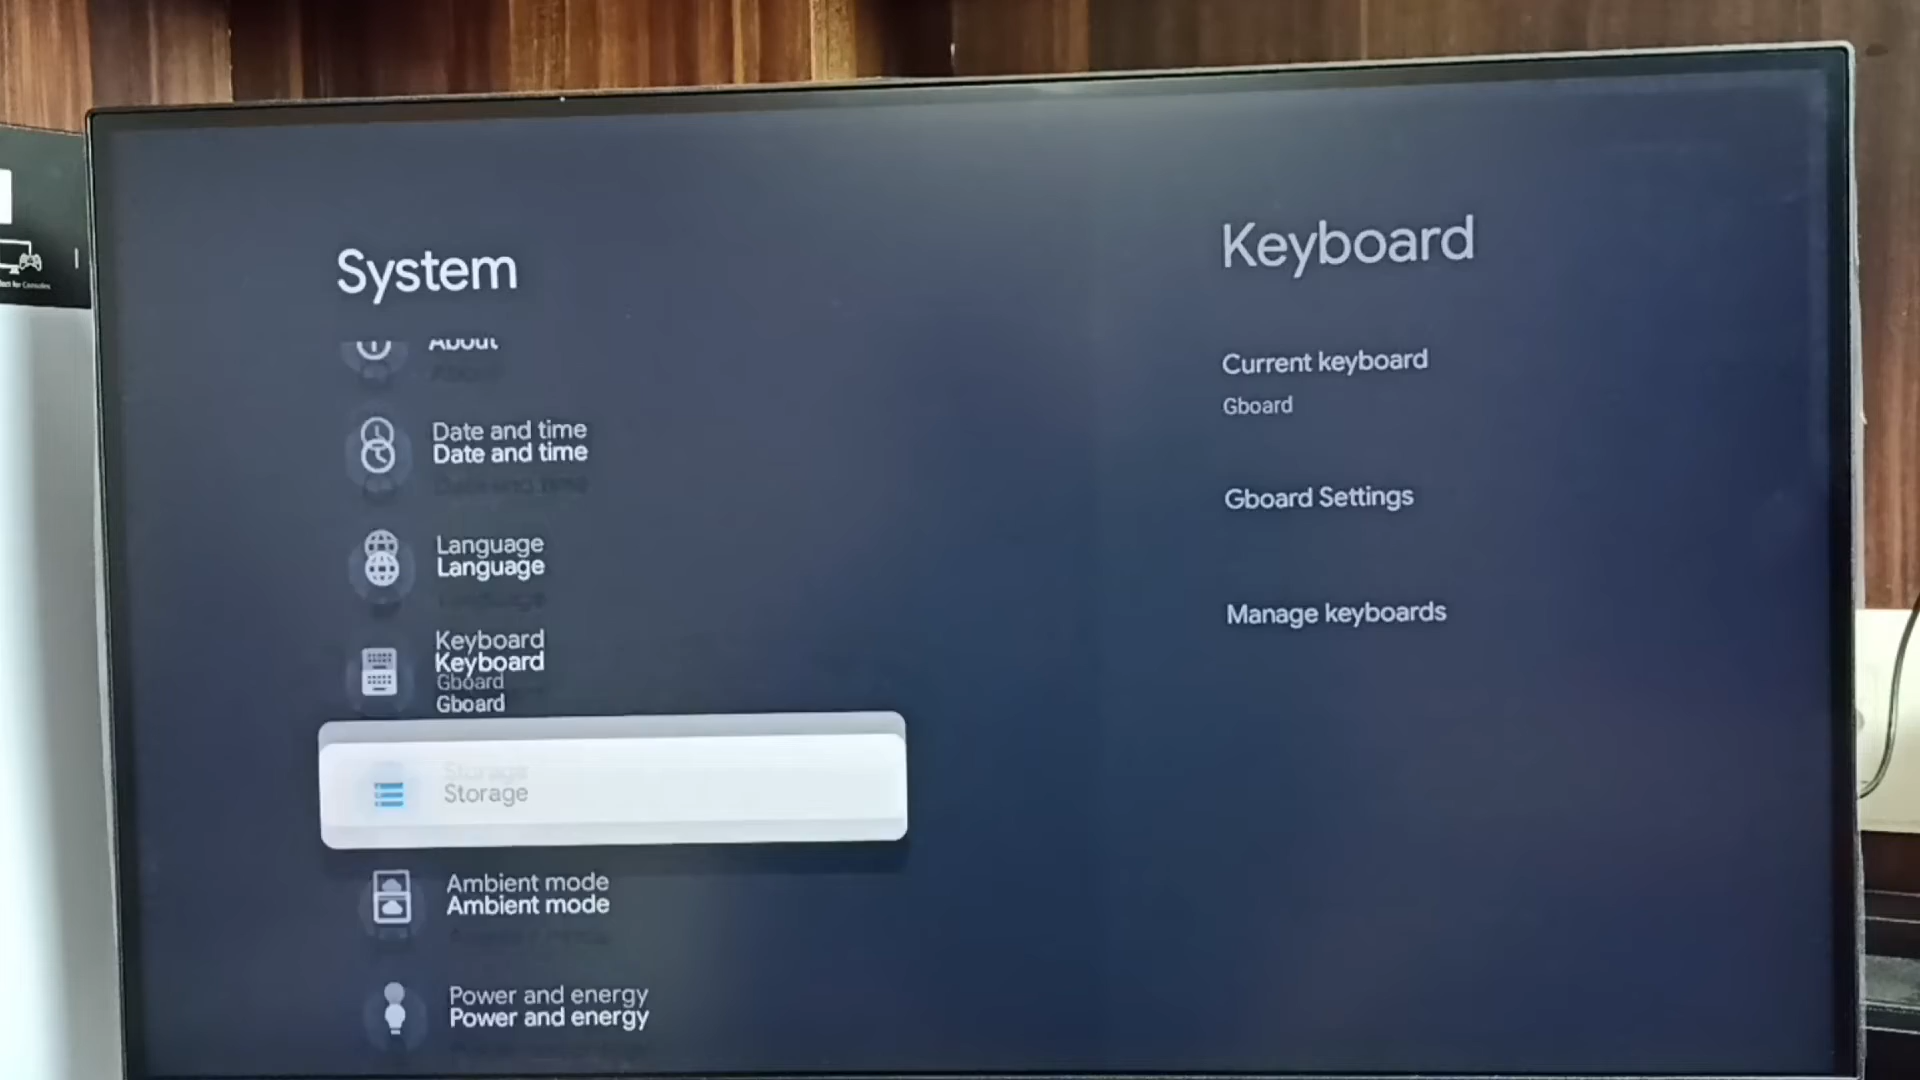 System
About
Date and time
Date and time
Language
Language
Keyboard
Keyboard
Gboard
Gboard
Storage
Storage
Ambient mode
Ambient mode
Power and energy
Power and energy
Keyboard
Current keyboard
Gboard
Gboard Settings
Manage keyboards